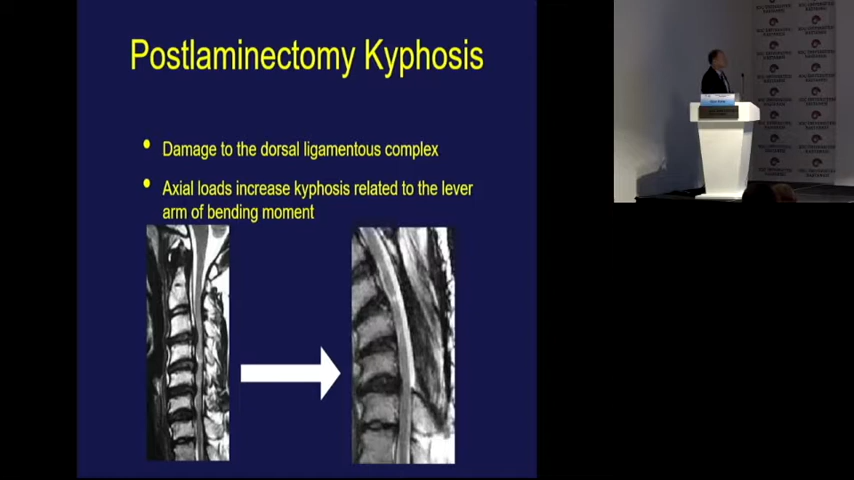 Postlaminectomy Kyphosis
• Damage to the dorsal ligamentous complex
• Axial loads increase kyphosis related to the lever
arm of bending moment